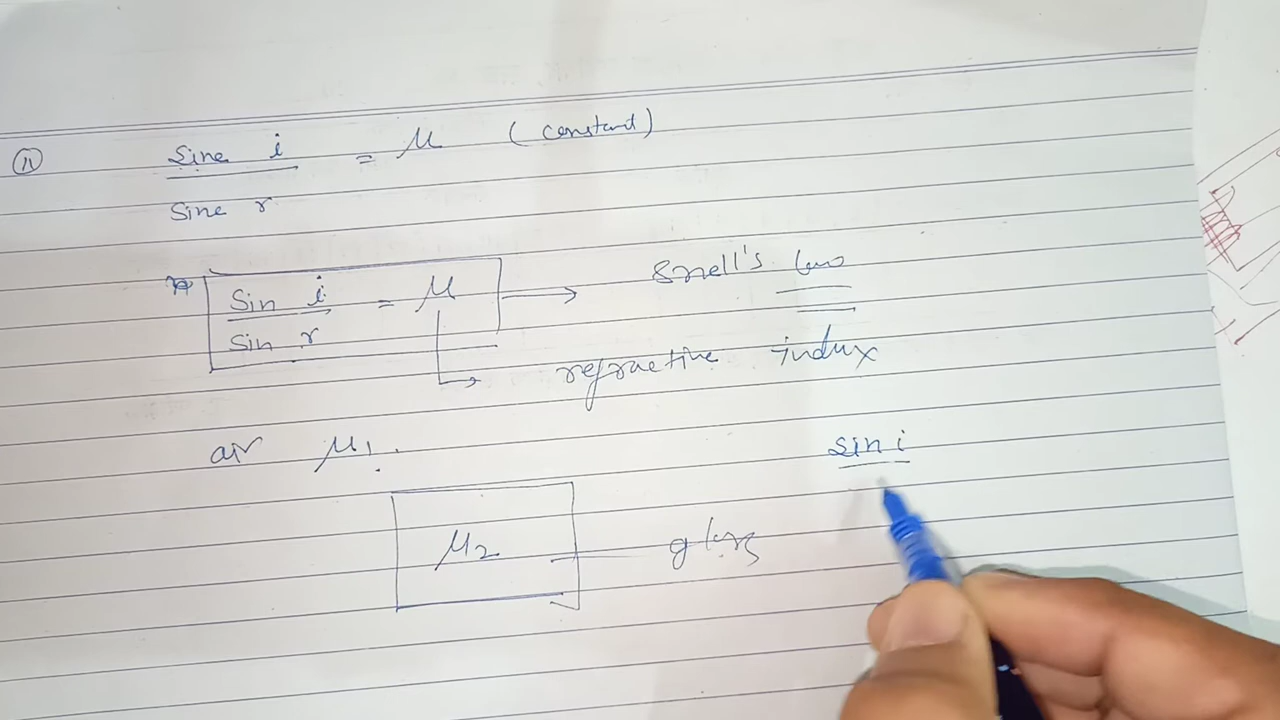 (ii) Sine i / Sine r = μ (constant)
Sin i / Sin r = μ → Snell's law
refractive index
air μ1.
sin i
μ2 glass